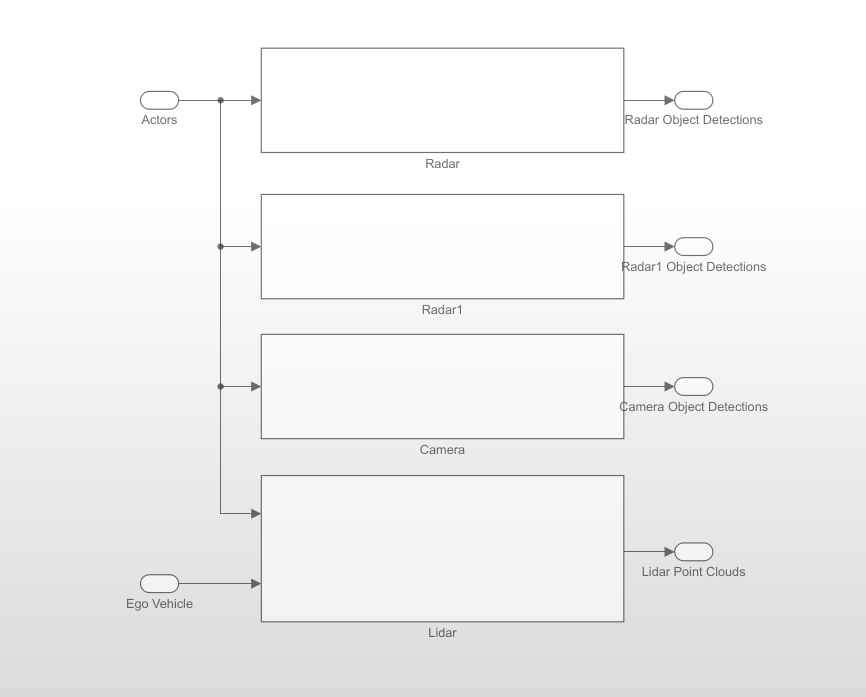 Actors
Radar Object Detections
Radar
Radar1 Object Detections
Radar1
Camera Object Detections
Camera
Lidar Point Clouds
Ego Vehicle
Lidar